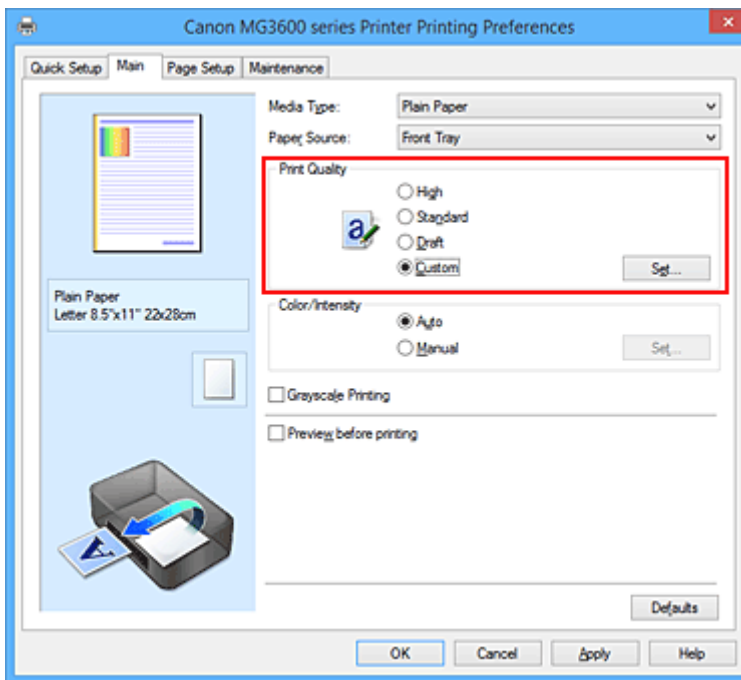 Canon MG3600 series Printer Printing Preferences
Quick Setup Main Page Setup Maintenance
Media Type: Plain Paper
Paper Source: Front Tray
Print Quality
High
Standard
a
Draft
Custom Set...
Plain Paper
Letter 8.5"x11" 22x28cm
Color/Intensity
Auto
Manual Set...
Grayscale Printing
Preview before printing
A
Defaults
OK Cancel Apply Help